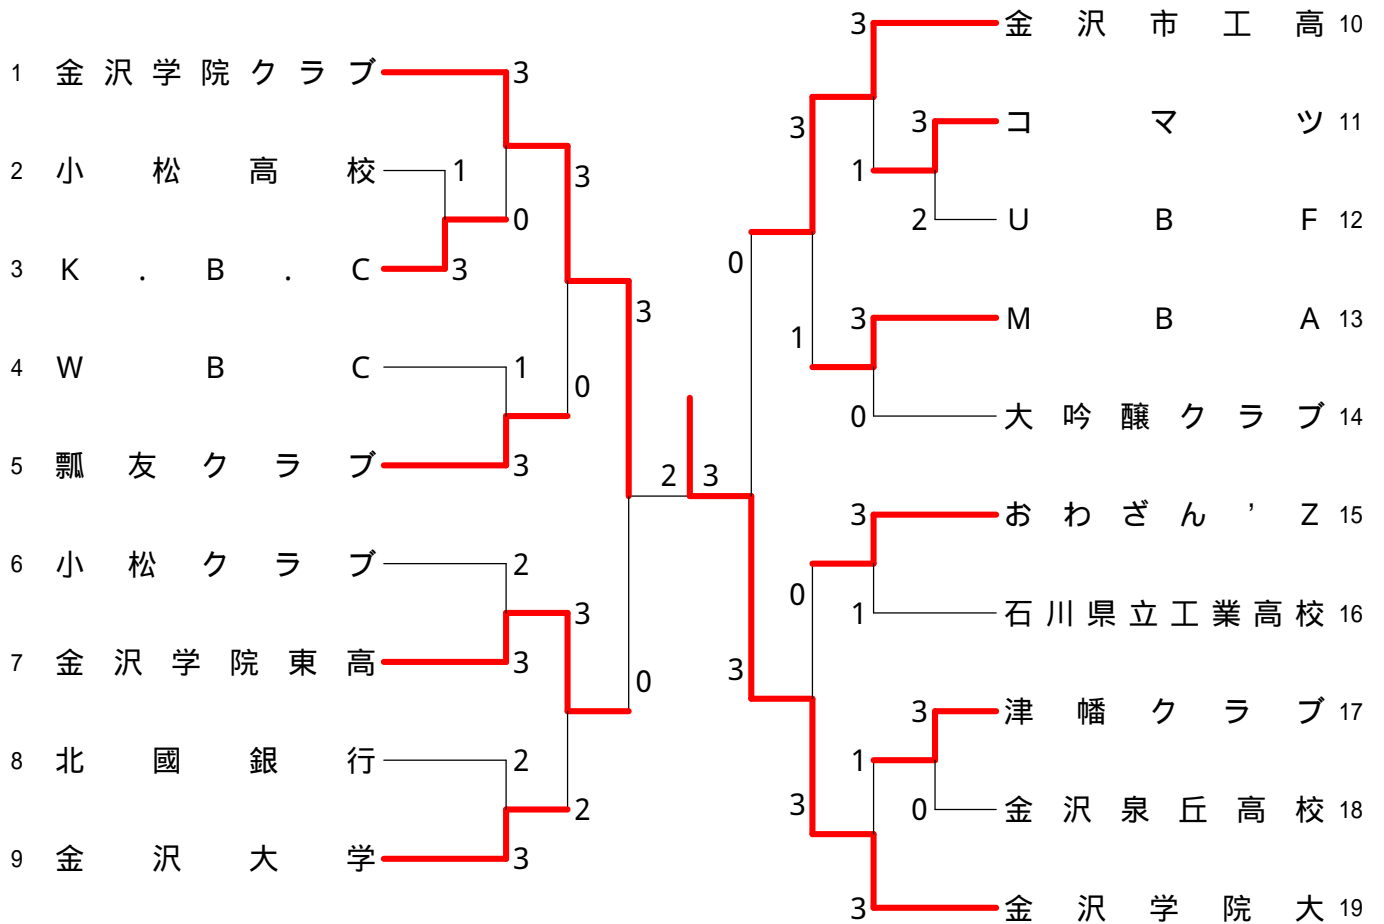 1 金沢学院クラブ
2 小松高校
3 K.B.C
4 WBC
5 瓢友クラブ
6 小松クラブ
7 金沢学院東高
8 北國銀行
9 金沢大学
3
1
0
3
3
1
0
3
3
2
3
3
0
2
2
3
2 3
3
3
3
1
2
0
1
3
0
3
0
1
3
3
1
3
0
3
金沢市工高 10
コマツ 11
UBF 12
MBA 13
大吟醸クラブ 14
おわざん’Z 15
石川県立工業高校 16
津幡クラブ 17
金沢泉丘高校 18
金沢学院大 19